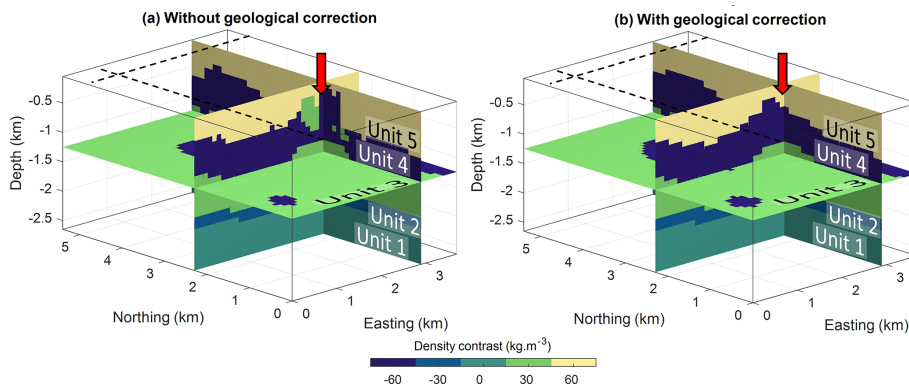 (a) Without geological correction
(b) With geological correction
-0.5
-1
-1.5
-2
-2.5
Depth (km)
5
4
3
2
1
0
Northing (km)
0
1
2
3
Easting (km)
Unit 5
Unit 4
Unit 3
Unit 2
Unit 1
-0.5
-1
-1.5
-2
-2.5
Depth (km)
5
4
3
2
1
0
Northing (km)
0
1
2
3
Easting (km)
Unit 5
Unit 4
Unit 3
Unit 2
Unit 1
Density contrast (kg.m⁻³)
-60 -30 0 30 60